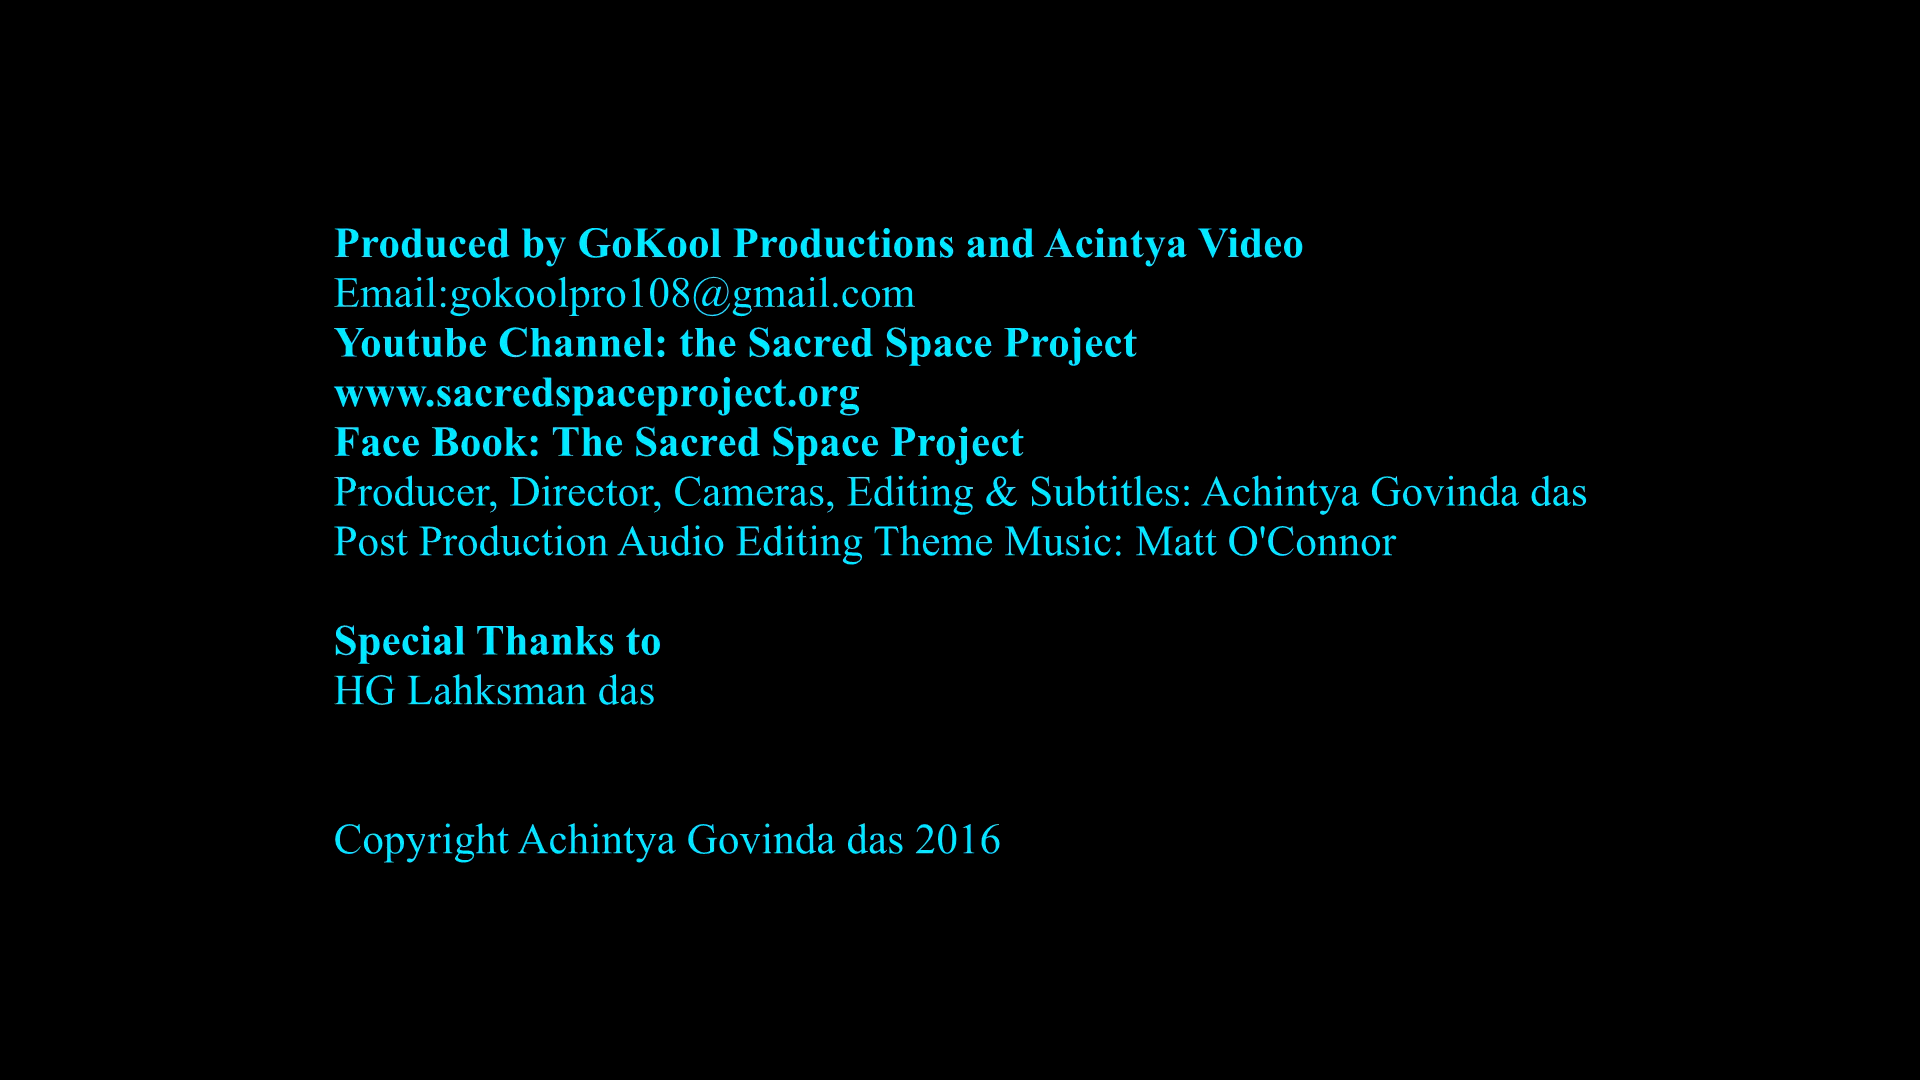 Produced by GoKool Productions and Acintya Video
Email:gokoolpro108@gmail.com
Youtube Channel: the Sacred Space Project
www.sacredspaceproject.org
Face Book: The Sacred Space Project
Producer, Director, Cameras, Editing & Subtitles: Achintya Govinda das
Post Production Audio Editing Theme Music: Matt O'Connor
Special Thanks to
HG Lahksman das
Copyright Achintya Govinda das 2016